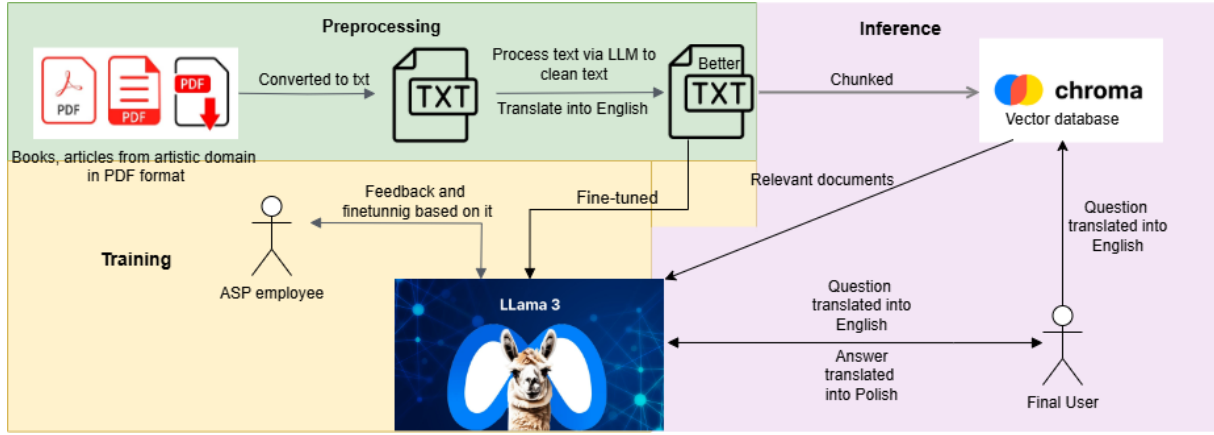 Preprocessing
Inference
PDF
PDF
PDF
Converted to txt
TXT
Process text via LLM to
clean text
Translate into English
Better
TXT
Chunked
chroma
Vector database
Books, articles from artistic domain
in PDF format
Relevant documents
Feedback and
finetunnig based on it
Fine-tuned
Question
translated into
English
Training
ASP employee
LLama 3
Question
translated into
English
Answer
translated
into Polish
Final User